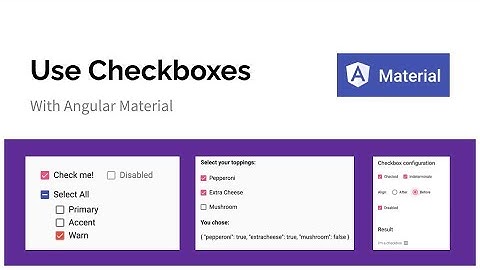 Use Checkboxes
With Angular Material
A Material
Check me! Disabled
Select All
Primary
Accent
Warn
Select your toppings:
Pepperoni
Extra Cheese
Mushroom
You chose:
{ "pepperoni": true, "extracheese": true, "mushroom": false }
Checkbox configuration
Checked Indeterminate
Align: After Before
Disabled
Result
I'm a checkbox